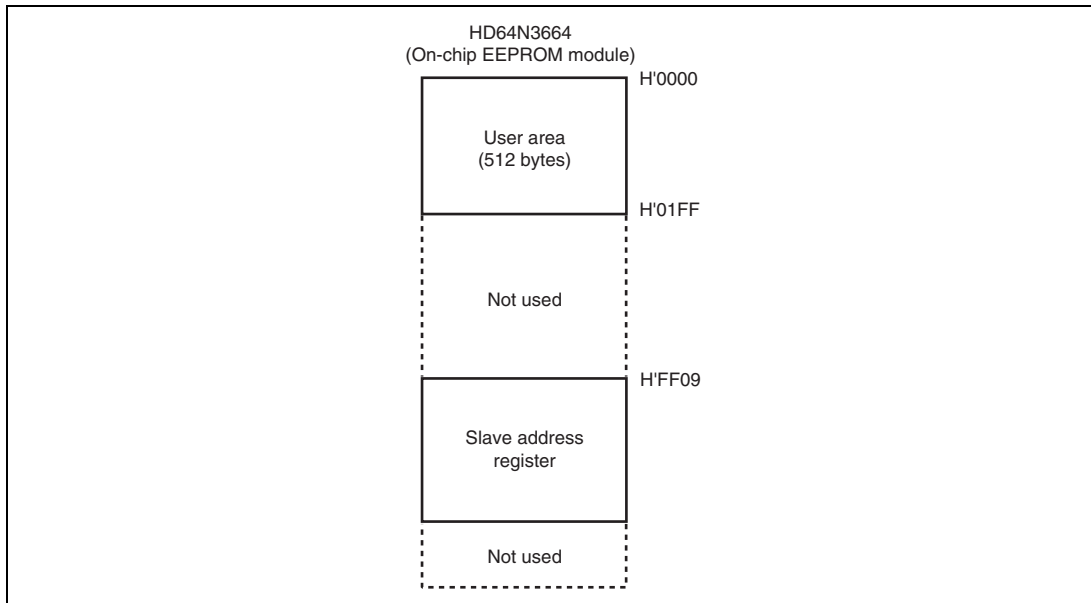 HD64N3664
(On-chip EEPROM module)
H'0000
User area
(512 bytes)
H'01FF
Not used
H'FF09
Slave address
register
Not used